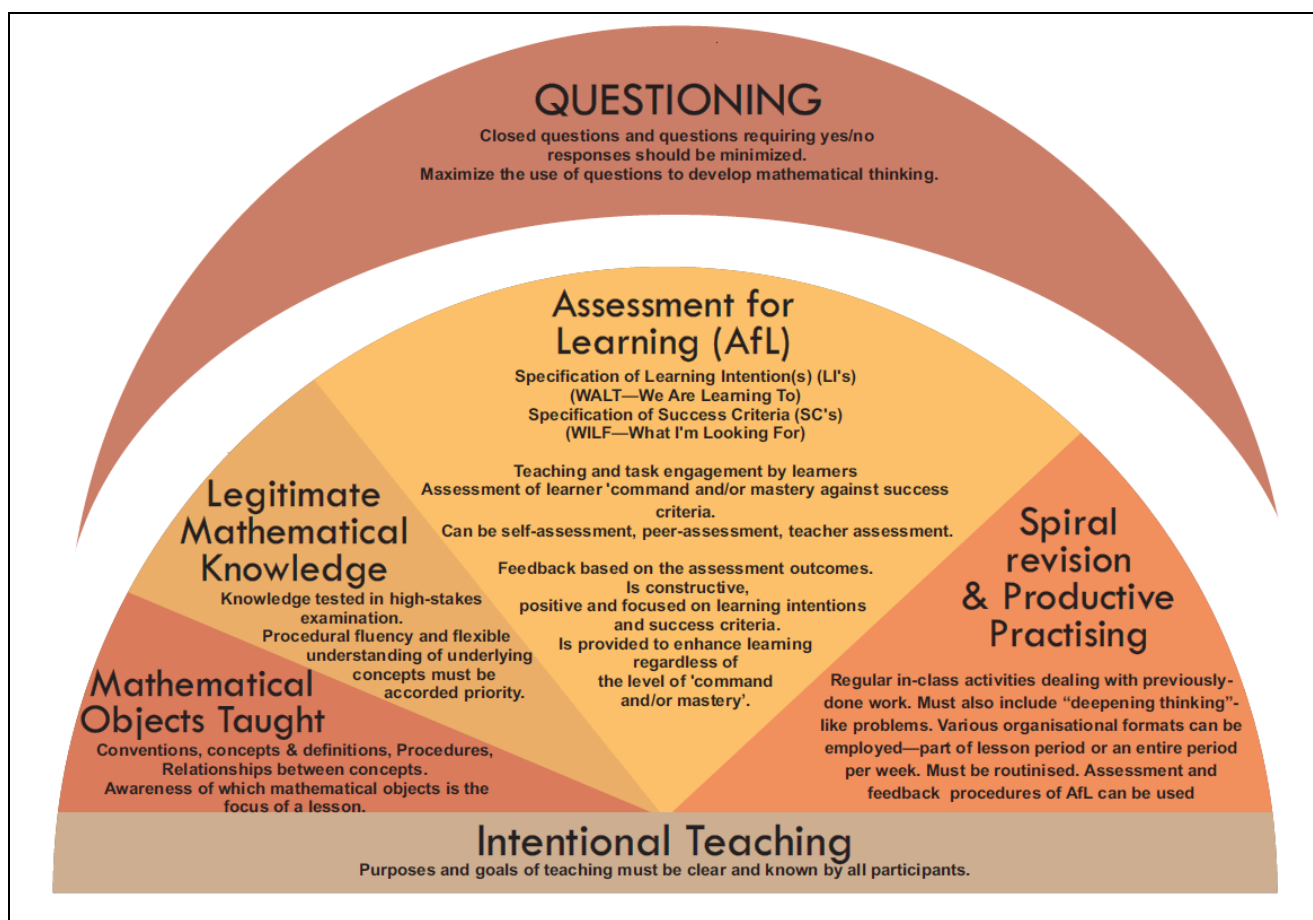 QUESTIONING
Closed questions and questions requiring yes/no
responses should be minimized.
Maximize the use of questions to develop mathematical thinking.
Assessment for
Learning (AfL)
Specification of Learning Intention(s) (LI's)
(WALT—We Are Learning To)
Specification of Success Criteria (SC's)
(WILF—What I'm Looking For)
Teaching and task engagement by learners
Assessment of learner 'command and/or mastery against success
criteria.
Can be self-assessment, peer-assessment, teacher assessment.
Feedback based on the assessment outcomes.
Is constructive,
positive and focused on learning intentions
and success criteria.
Is provided to enhance learning
regardless of
the level of 'command
and/or mastery’.
Legitimate
Mathematical
Knowledge
Knowledge tested in high-stakes
examination.
Procedural fluency and flexible
understanding of underlying
concepts must be
accorded priority.
Mathematical
Objects Taught
Conventions, concepts & definitions, Procedures,
Relationships between concepts.
Awareness of which mathematical objects is the
focus of a lesson.
Spiral
revision
& Productive
Practising
Regular in-class activities dealing with previously-
done work. Must also include “deepening thinking”-
like problems. Various organisational formats can be
employed—part of lesson period or an entire period
per week. Must be routinised. Assessment and
feedback procedures of AfL can be used
Intentional Teaching
Purposes and goals of teaching must be clear and known by all participants.